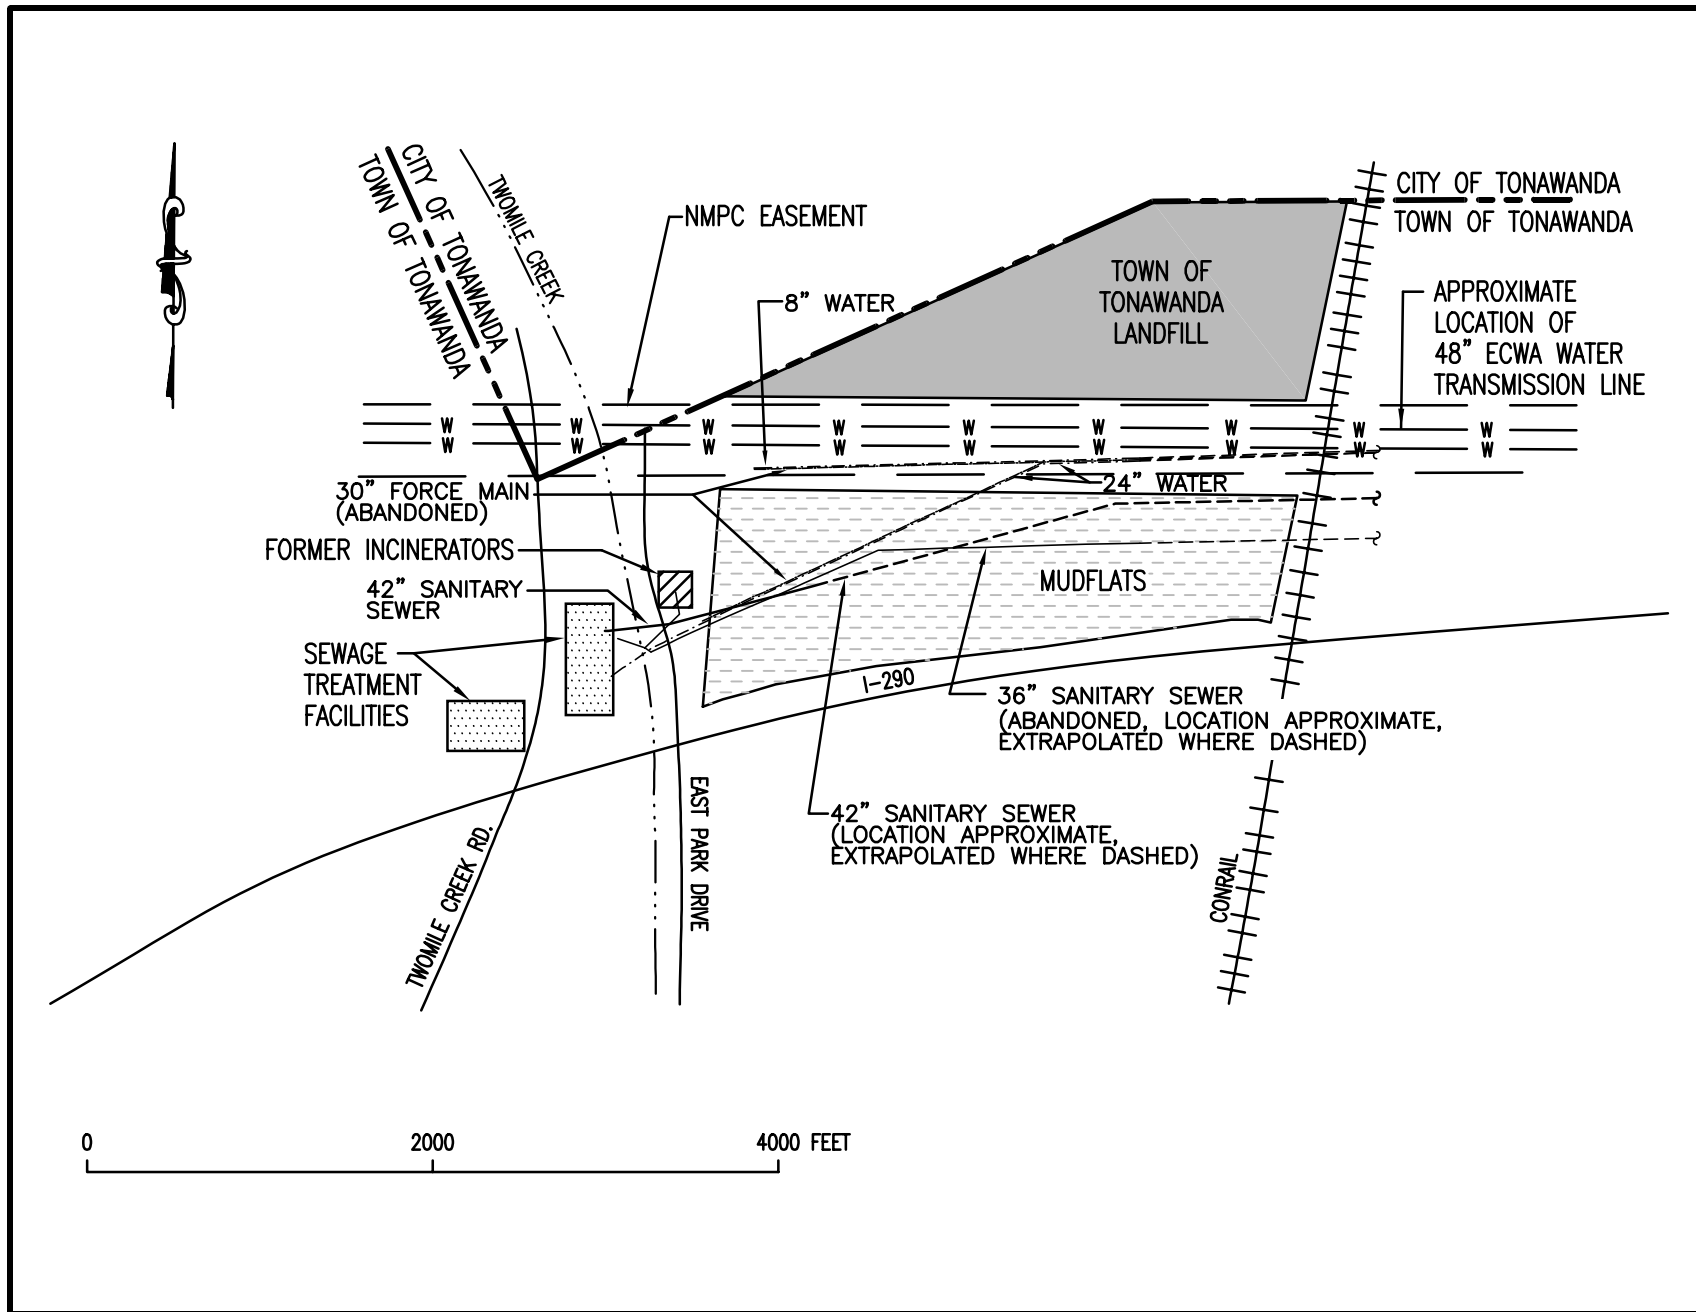 CITY OF TONAWANDA
TOWN OF TONAWANDA
TWOMILE CREEK
NMPC EASEMENT
CITY OF TONAWANDA
TOWN OF TONAWANDA
TOWN OF
TONAWANDA
LANDFILL
8" WATER
APPROXIMATE
LOCATION OF
48" ECWA WATER
TRANSMISSION LINE
W W W W W W W W W
W W W W W W W W W
30" FORCE MAIN
(ABANDONED)
24" WATER
FORMER INCINERATORS
42" SANITARY
SEWER
MUDFLATS
SEWAGE
TREATMENT
FACILITIES
I-290
36" SANITARY SEWER
(ABANDONED, LOCATION APPROXIMATE,
EXTRAPOLATED WHERE DASHED)
42" SANITARY SEWER
(LOCATION APPROXIMATE,
EXTRAPOLATED WHERE DASHED)
EAST PARK DRIVE
TWOMILE CREEK RD.
CONRAIL
0 2000 4000 FEET